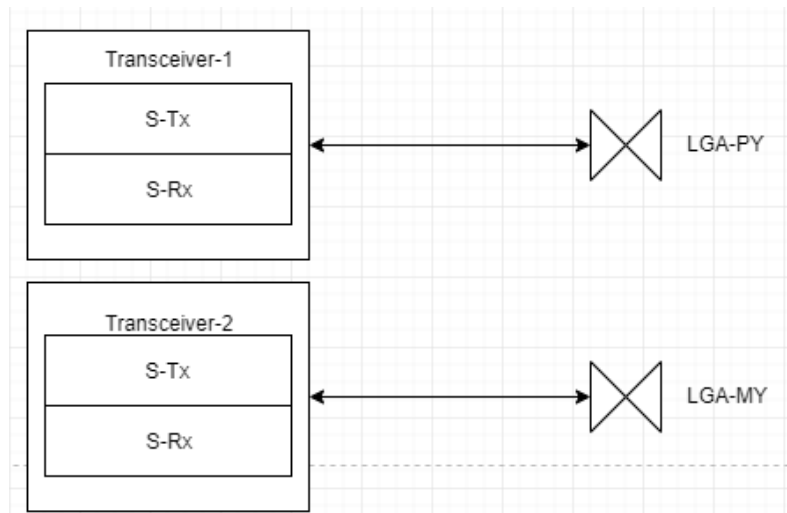 Transceiver-1
S-Tx
S-Rx
LGA-PY
Transceiver-2
S-Tx
S-Rx
LGA-MY